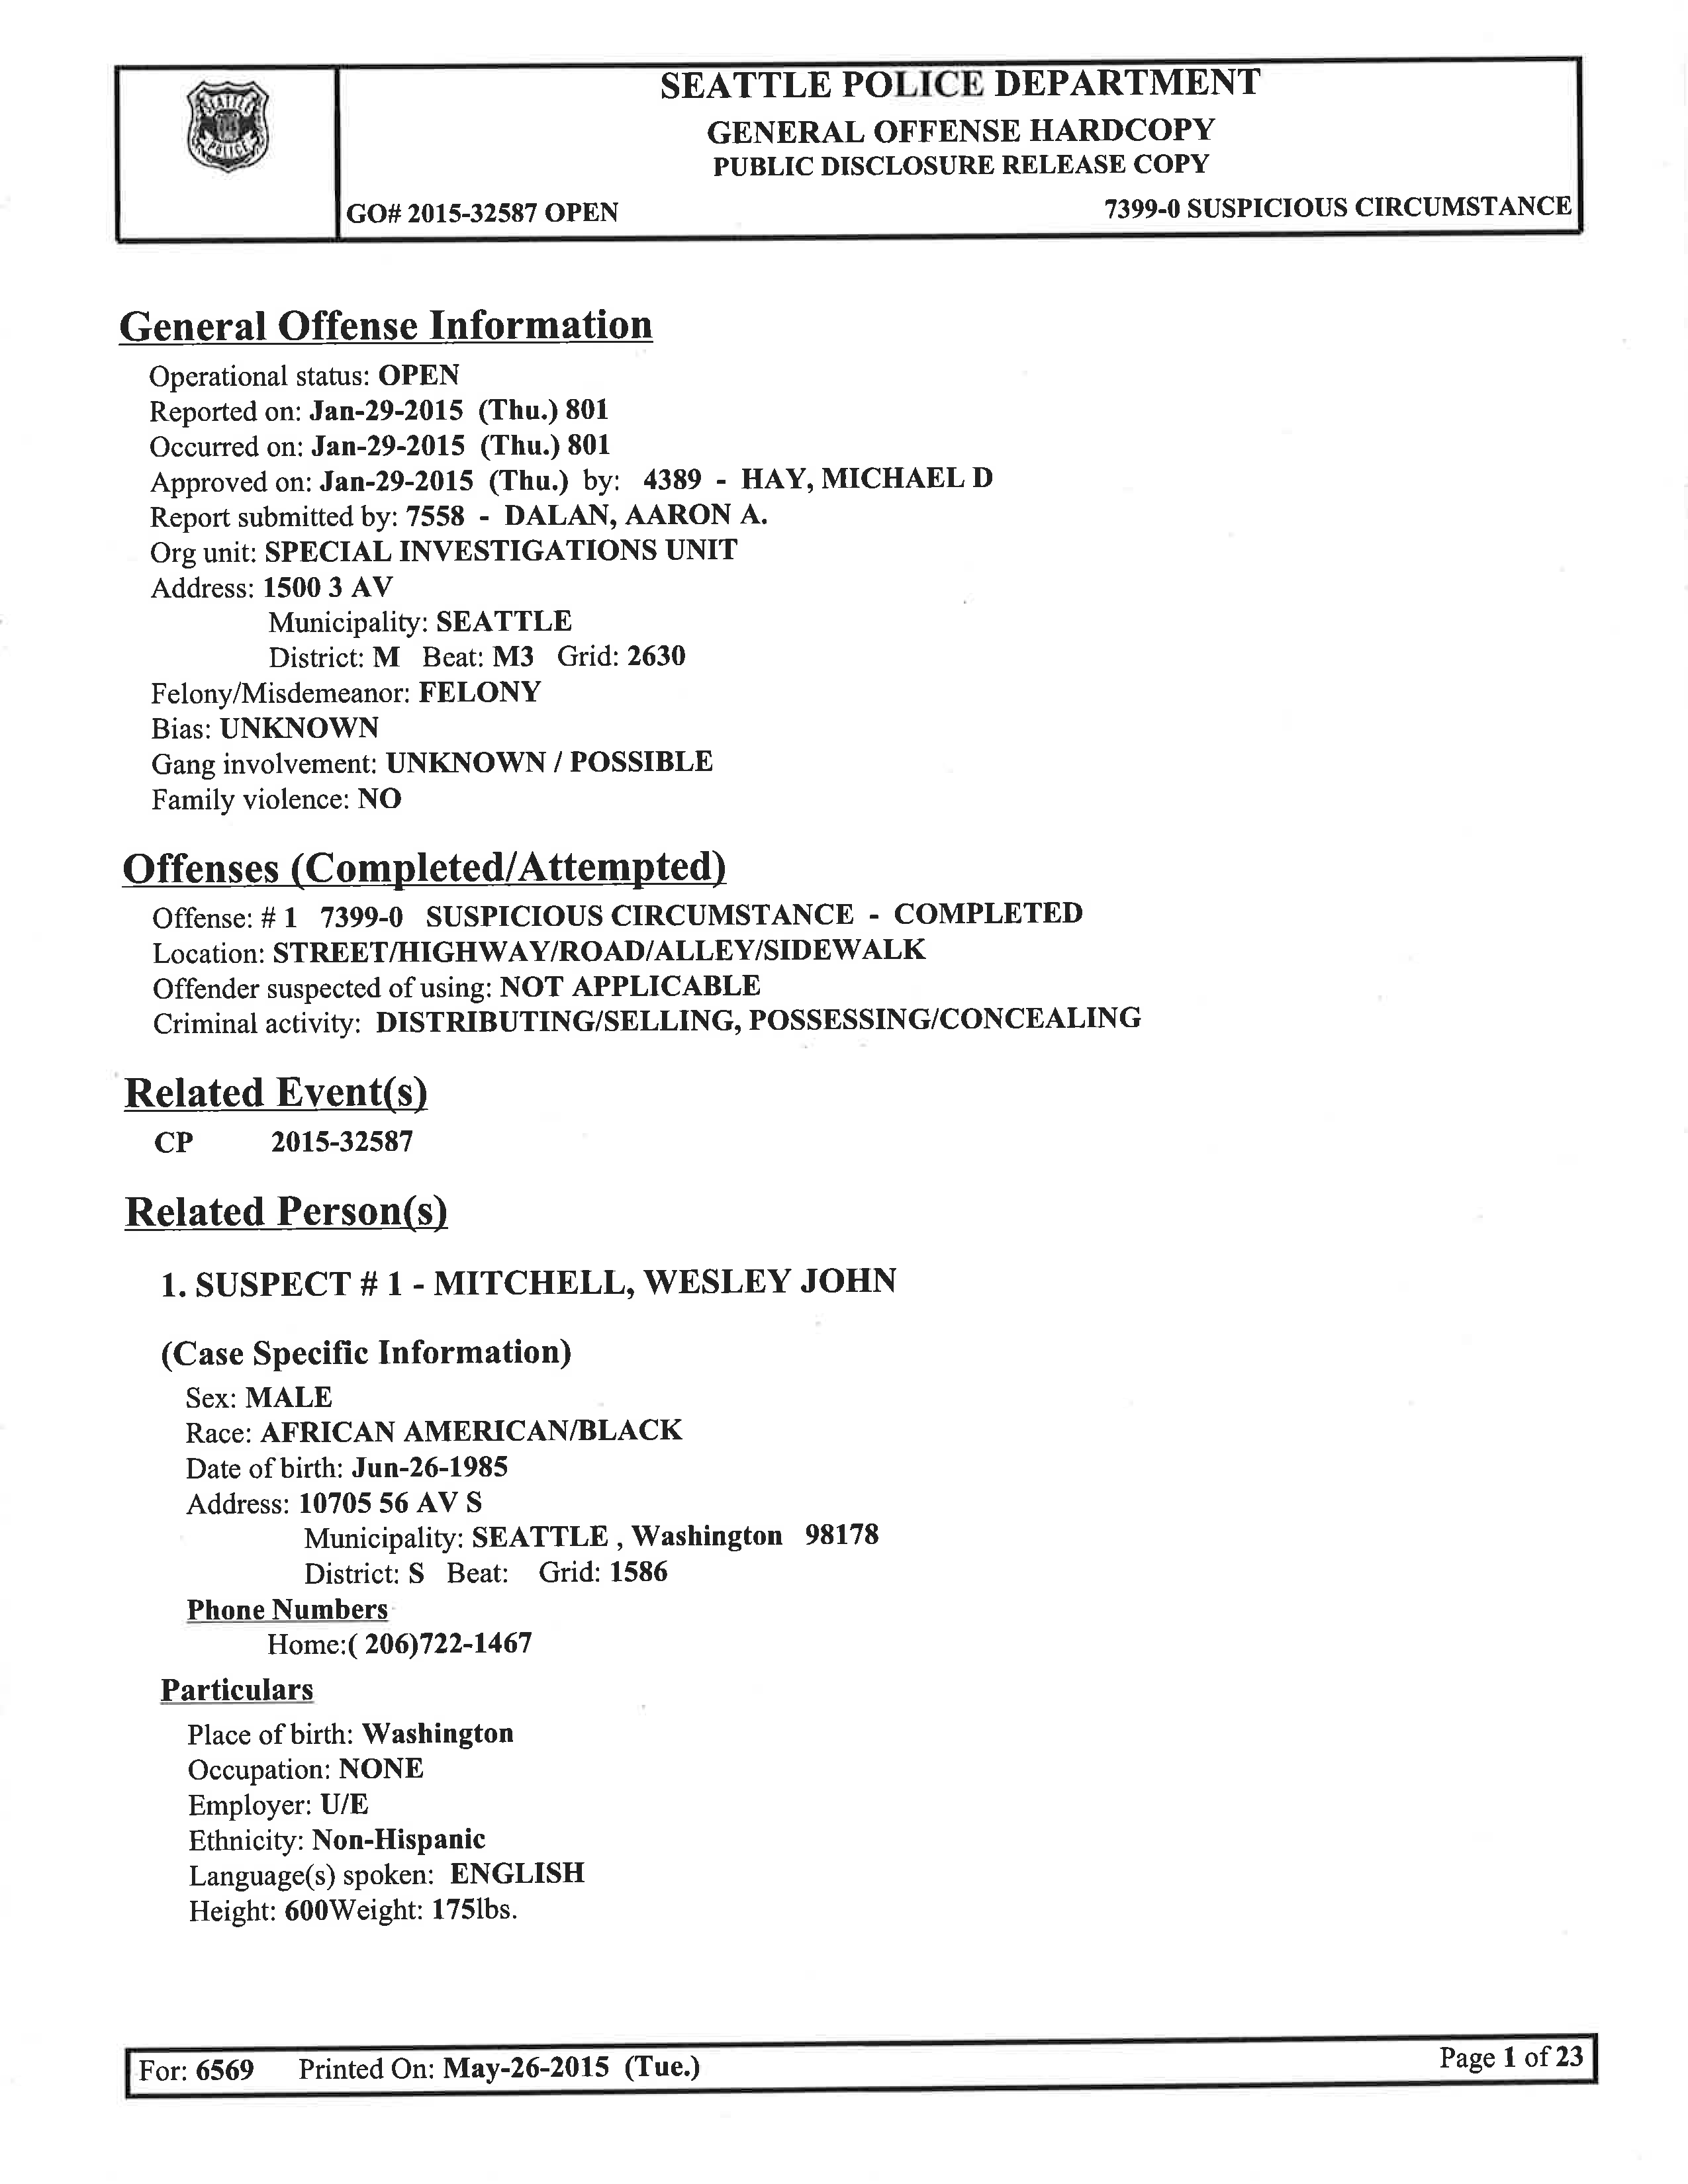 SEATTLE POLICE
SEATTLE POLICE DEPARTMENT
GENERAL OFFENSE HARDCOPY
PUBLIC DISCLOSURE RELEASE COPY
GO# 2015-32587 OPEN 7399-0 SUSPICIOUS CIRCUMSTANCE
General Offense Information
Operational status: OPEN
Reported on: Jan-29-2015 (Thu.) 801
Occurred on: Jan-29-2015 (Thu.) 801
Approved on: Jan-29-2015 (Thu.) by: 4389 - HAY, MICHAEL D
Report submitted by: 7558 - DALAN, AARON A.
Org unit: SPECIAL INVESTIGATIONS UNIT
Address: 1500 3 AV
Municipality: SEATTLE
District: M Beat: M3 Grid: 2630
Felony/Misdemeanor: FELONY
Bias: UNKNOWN
Gang involvement: UNKNOWN / POSSIBLE
Family violence: NO
Offenses (Completed/Attempted)
Offense: # 1 7399-0 SUSPICIOUS CIRCUMSTANCE - COMPLETED
Location: STREET/HIGHWAY/ROAD/ALLEY/SIDEWALK
Offender suspected of using: NOT APPLICABLE
Criminal activity: DISTRIBUTING/SELLING, POSSESSING/CONCEALING
Related Event(s)
CP 2015-32587
Related Person(s)
1. SUSPECT # 1 - MITCHELL, WESLEY JOHN
(Case Specific Information)
Sex: MALE
Race: AFRICAN AMERICAN/BLACK
Date of birth: Jun-26-1985
Address: 10705 56 AV S
Municipality: SEATTLE , Washington 98178
District: S Beat: Grid: 1586
Phone Numbers
Home:( 206)722-1467
Particulars
Place of birth: Washington
Occupation: NONE
Employer: U/E
Ethnicity: Non-Hispanic
Language(s) spoken: ENGLISH
Height: 600Weight: 175lbs.
For: 6569 Printed On: May-26-2015 (Tue.) Page 1 of 23